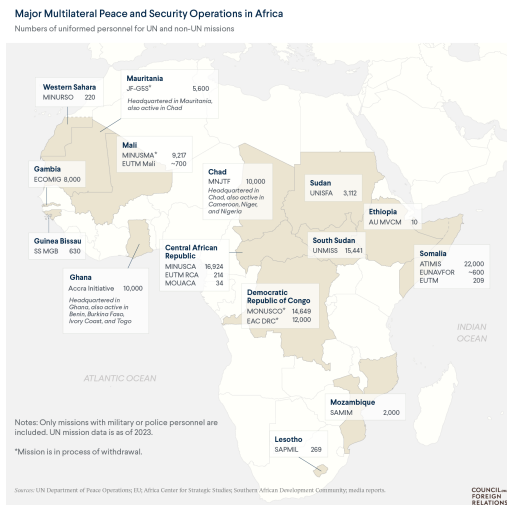 Major Multilateral Peace and Security Operations in Africa
Numbers of uniformed personnel for UN and non-UN missions
Mauritania
JF-G5S* 5,600
Headquartered in Mauritania,
also active in Chad
Western Sahara
MINURSO 220
Mali
MINUSMA* 9,217
EUTM Mali ~700
Gambia
ECOMIG 8,000
Chad
MNJTF 10,000
Headquartered in
Chad, also active in
Cameroon, Niger,
and Nigeria
Sudan
UNISFA 3,112
Ethiopia
AU MVCM 10
Guinea Bissau
SS MGB 630
Central African
Republic
MINUSCA 16,924
EUTM RCA 214
MOUACA 34
South Sudan
UNMISS 15,441
Somalia
ATIMIS 22,000
EUNAVFOR ~600
EUTM 209
Ghana
Accra Initiative 10,000
Headquartered in
Ghana, also active in
Benin, Burkina Faso,
Ivory Coast, and Togo
Democratic
Republic of Congo
MONUSCO* 14,649
EAC DRC* 12,000
INDIAN
OCEAN
ATLANTIC OCEAN
Mozambique
SAMIM 2,000
Notes: Only missions with military or police personnel are
included. UN mission data is as of 2023.
*Mission is in process of withdrawal.
Lesotho
SAPMIL 269
Sources: UN Department of Peace Operations; EU; Africa Center for Strategic Studies; Southern African Development Community; media reports.
COUNCIL on
FOREIGN
RELATIONS